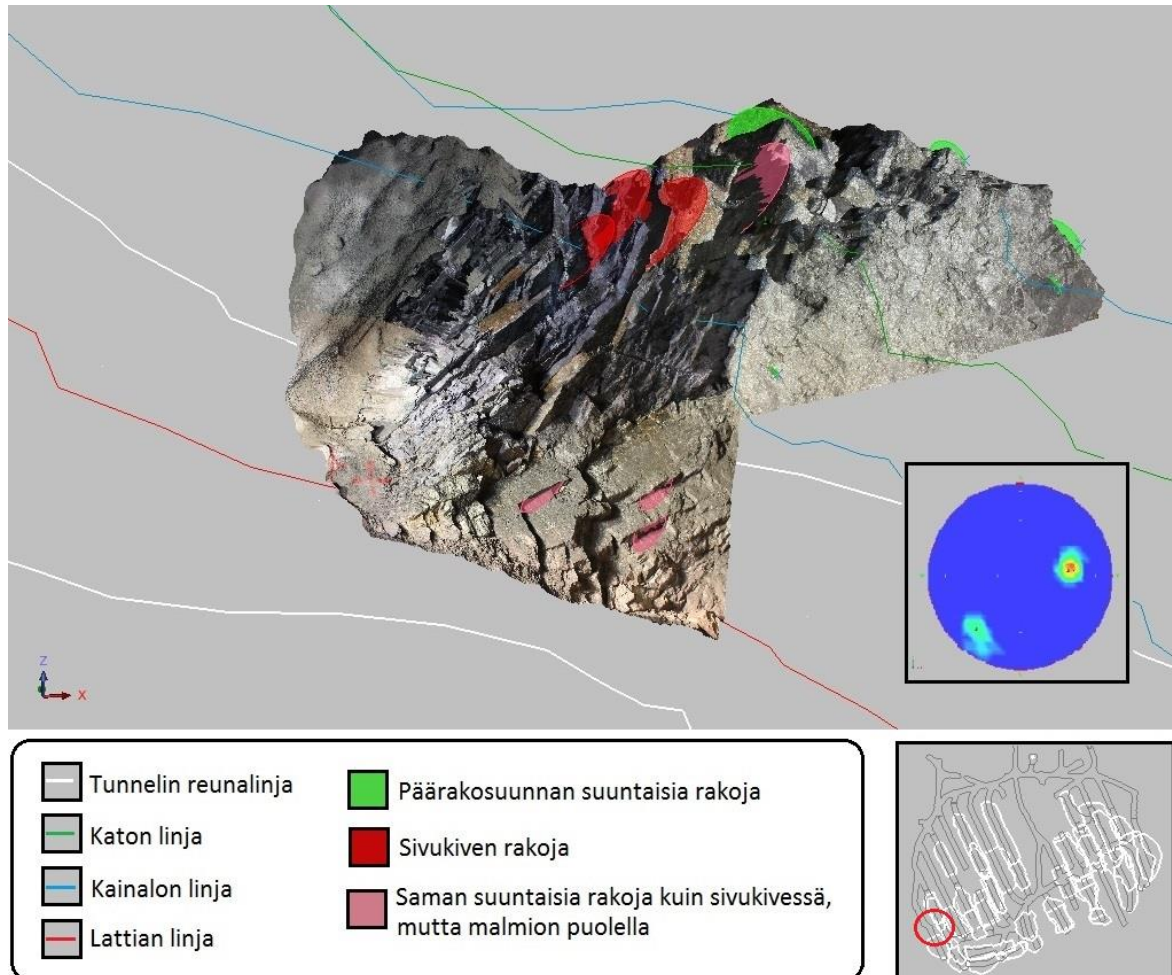 Z
X
Tunnelin reunalinja
Katon linja
Kainalon linja
Lattian linja
Päärakosuunnan suuntaisia rakoja
Sivukiven rakoja
Saman suuntaisia rakoja kuin sivukivessä,
mutta malmion puolella